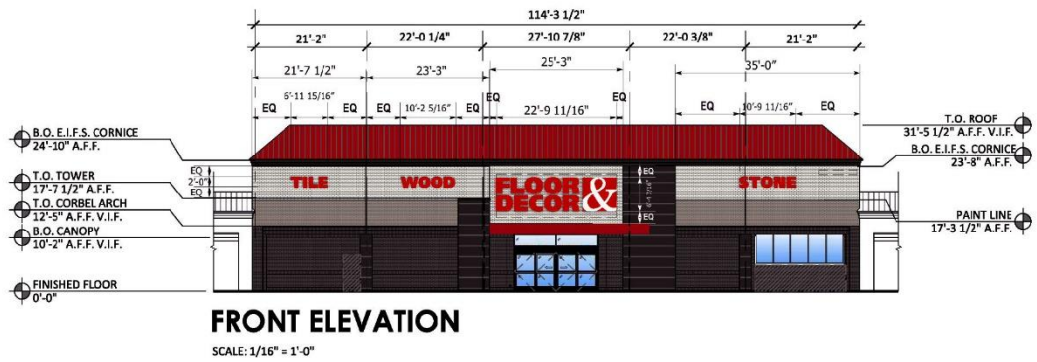 114'-3 1/2"
21'-2" 22'-0 1/4" 27'-10 7/8" 22'-0 3/8" 21'-2"
21'-7 1/2" 23'-3" 25'-3" 35'-0"
EQ EQ
5'-11 15/16"
EQ EQ EQ 10'-2 5/16" EQ 22'-9 11/16" EQ 10'-9 11/16" EQ
B.O. E.I.F.S. CORNICE
24'-10" A.F.F.
T.O. TOWER
17'-7 1/2" A.F.F.
T.O. CORBEL ARCH
12'-5" A.F.F. V.I.F.
B.O. CANOPY
10'-2" A.F.F. V.I.F.
FINISHED FLOOR
0'-0"
EQ
2'-0"
EQ
TILE
WOOD
FLOOR
& DECOR
STONE
EQ
EQ
T.O. ROOF
31'-5 1/2" A.F.F. V.I.F.
B.O. E.I.F.S. CORNICE
23'-8" A.F.F.
PAINT LINE
17'-3 1/2" A.F.F.
FRONT ELEVATION
SCALE: 1/16" = 1'-0"